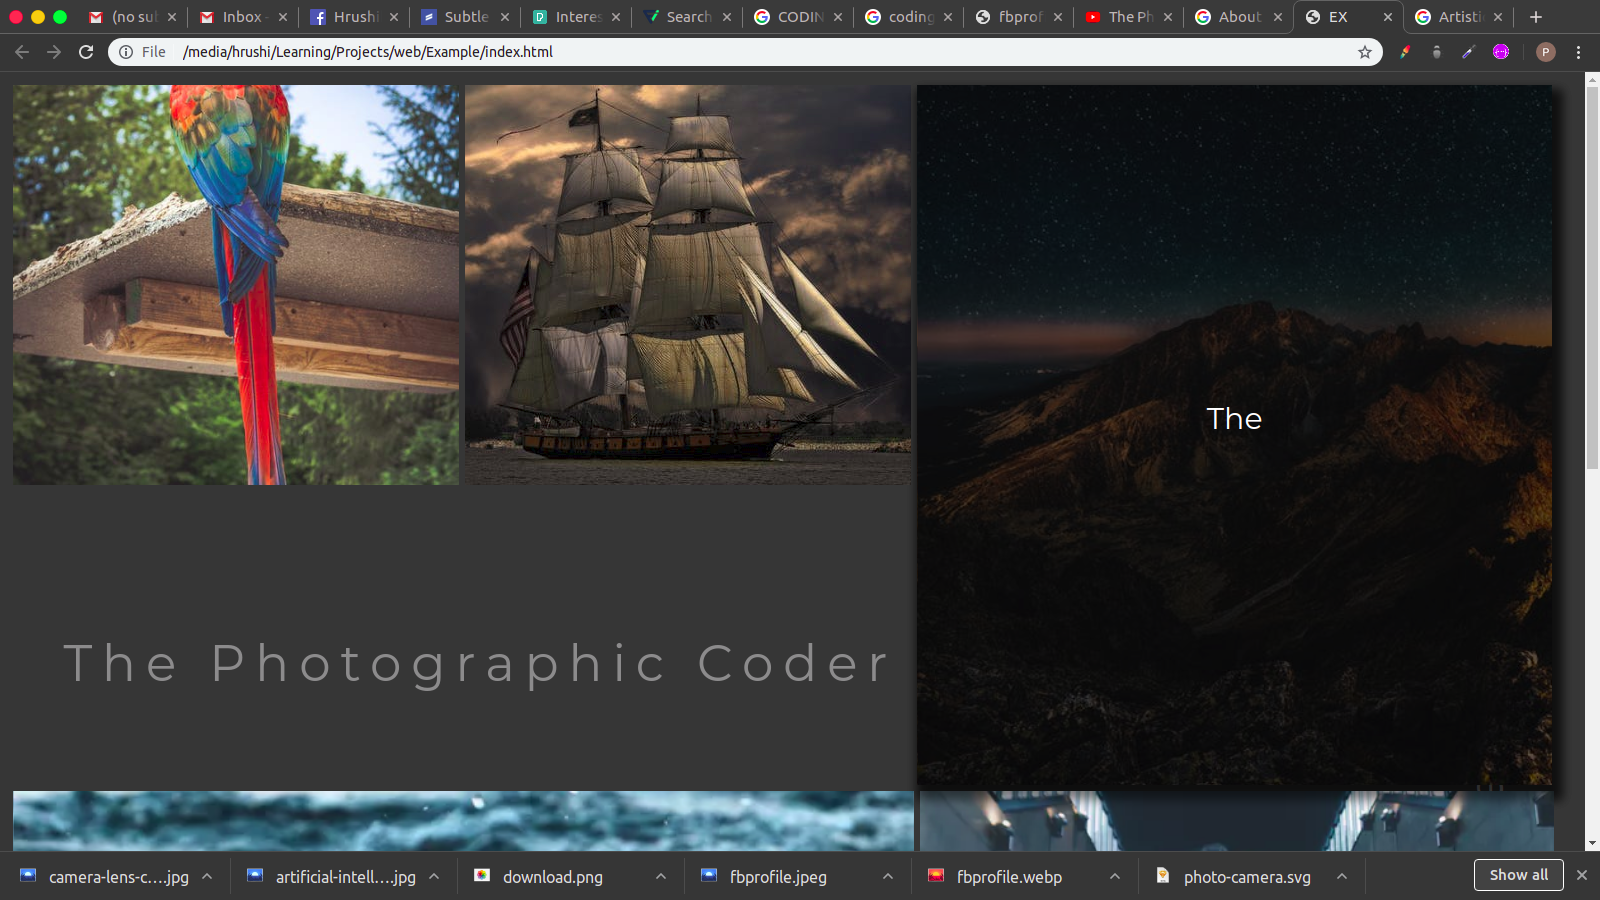 (no sul
Inbox -
Hrushi
Subtle
Interes
Search
CODIN
coding
fbprof
The Ph
About
EX
Artisti
File
/media/hrushi/Learning/Projects/web/Example/index.html
P
The
The Photographic Coder
camera-lens-c....jpg
artificial-intell....jpg
download.png
fbprofile.jpeg
fbprofile.webp
photo-camera.svg
Show all